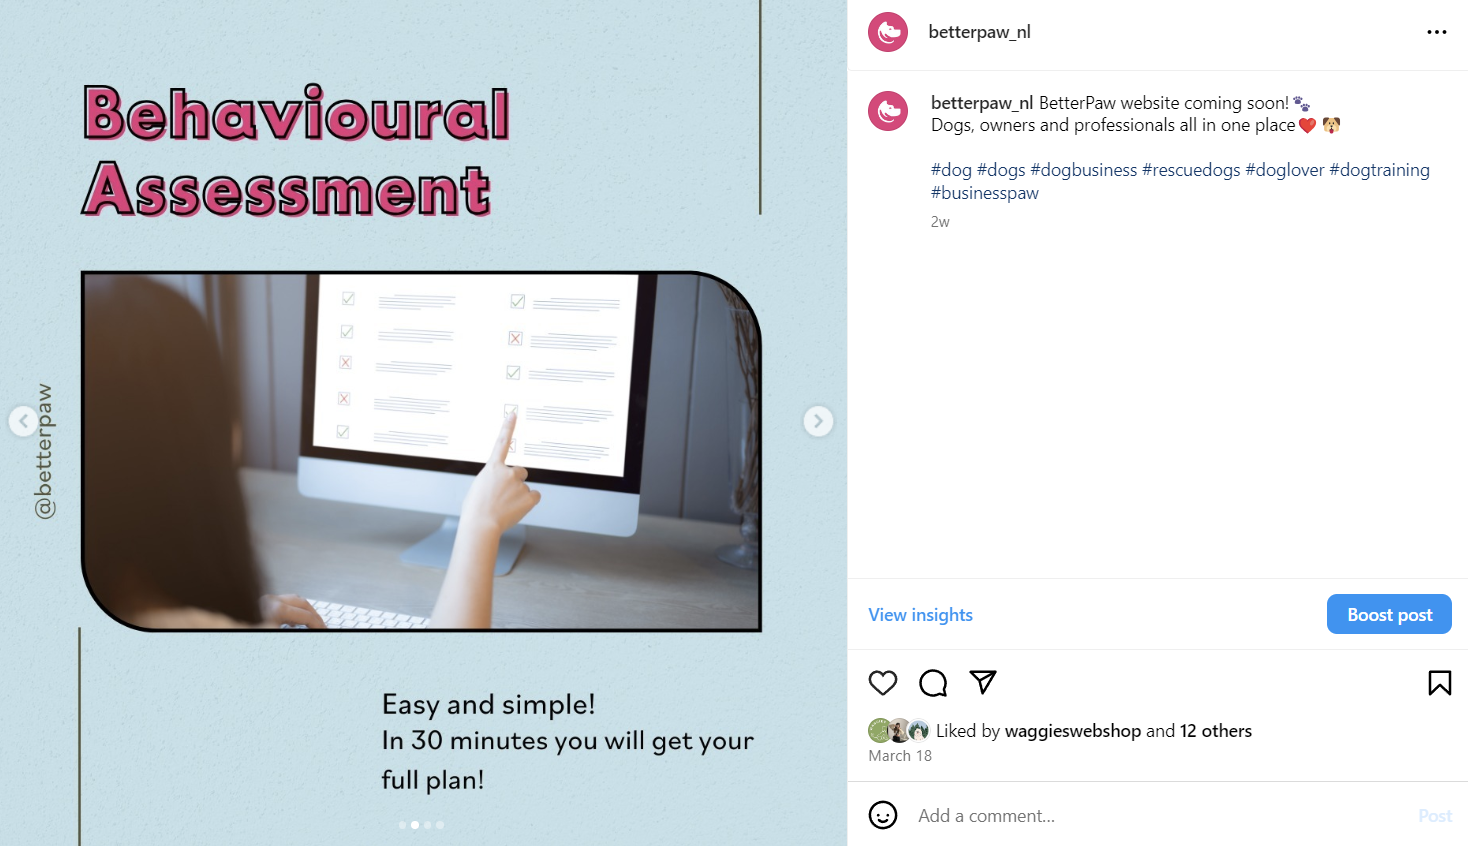 Behavioural
Assessment
@betterpaw
Easy and simple!
In 30 minutes you will get your
full plan!
betterpaw_nl
betterpaw_nl BetterPaw website coming soon!🐾
Dogs, owners and professionals all in one place❤️ 🐶
#dog #dogs #dogbusiness #rescuedogs #doglover #dogtraining
#businesspaw
2w
View insights
Boost post
Liked by waggieswebshop and 12 others
March 18
Add a comment...
Post